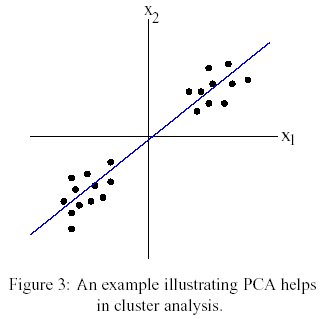 x2
x1
Figure 3: An example illustrating PCA helps
in cluster analysis.